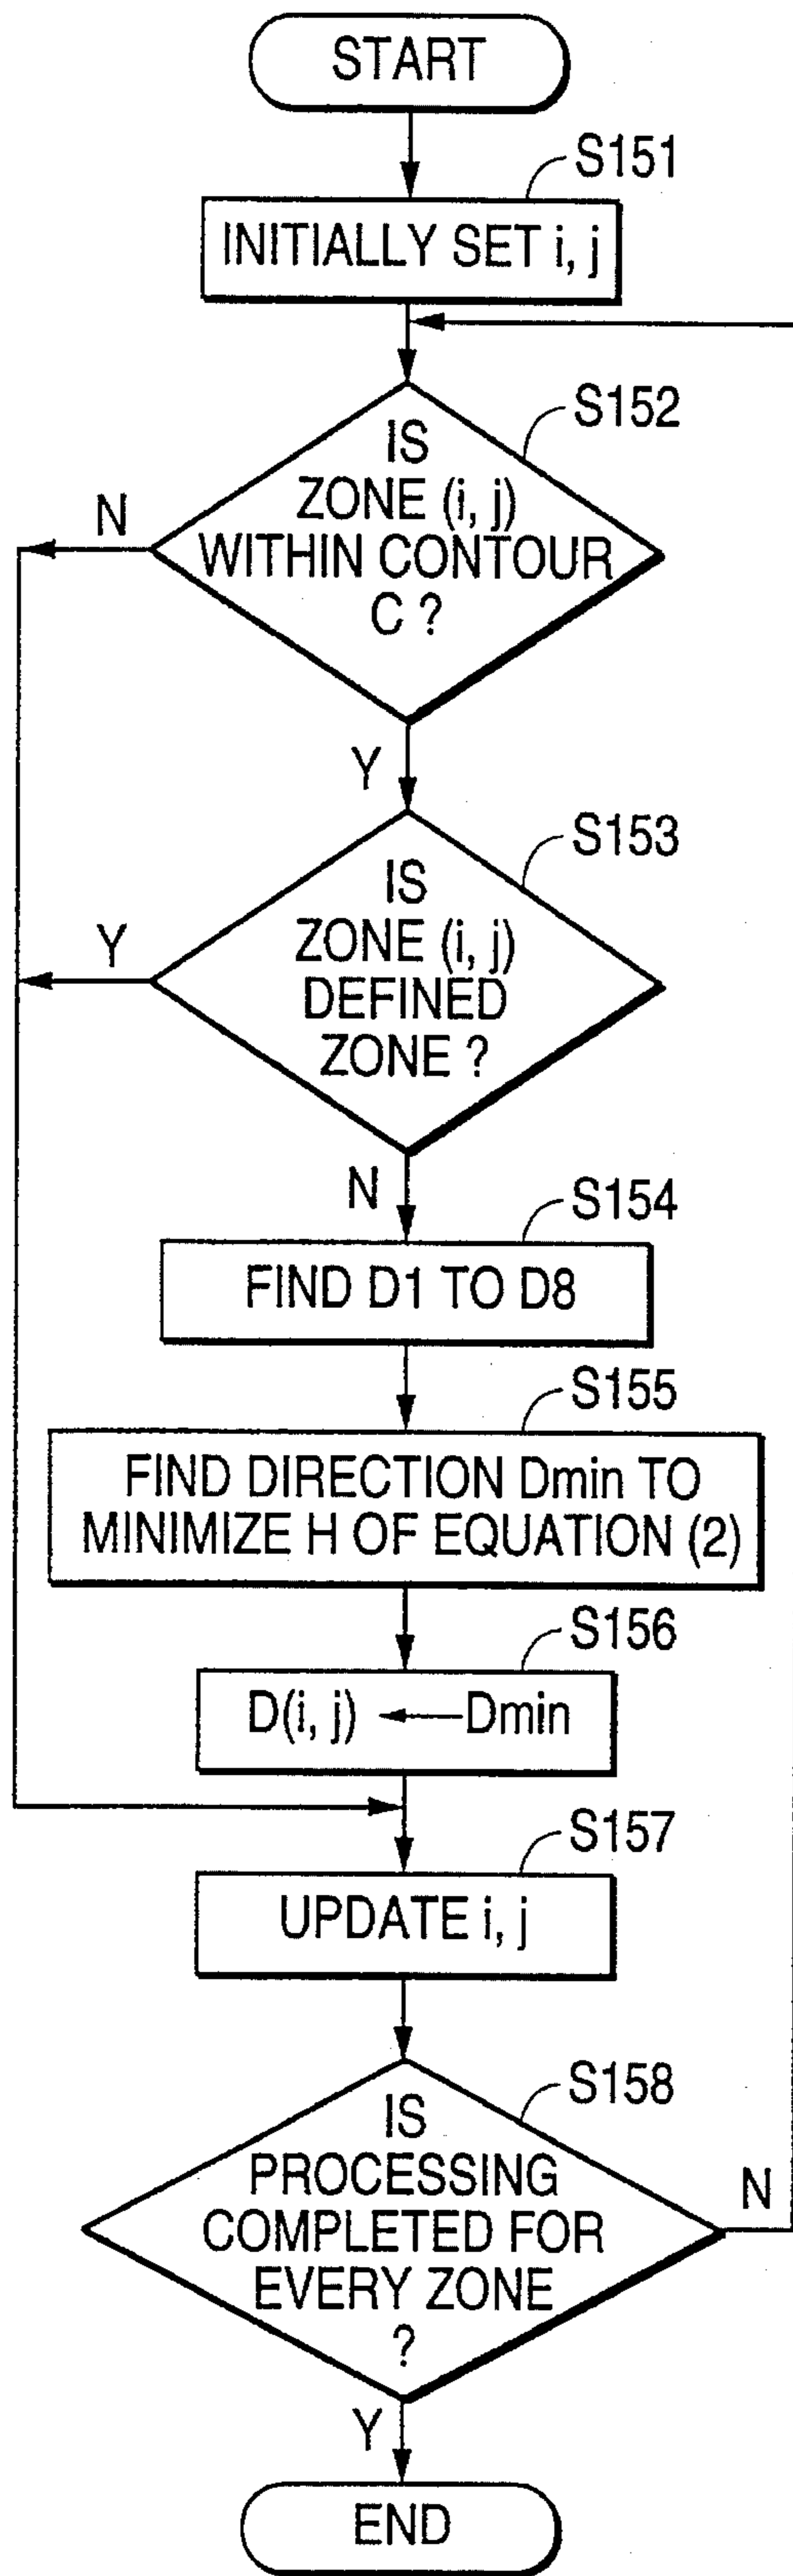 START
S151
INITIALLY SET i, j
S152
IS
ZONE (i, j)
WITHIN CONTOUR
C ?
N
Y
S153
IS
ZONE (i, j)
DEFINED
ZONE ?
Y
N
S154
FIND D1 TO D8
S155
FIND DIRECTION Dmin TO
MINIMIZE H OF EQUATION (2)
S156
D(i, j) ← Dmin
S157
UPDATE i, j
S158
IS
PROCESSING
COMPLETED FOR
EVERY ZONE
?
N
Y
END